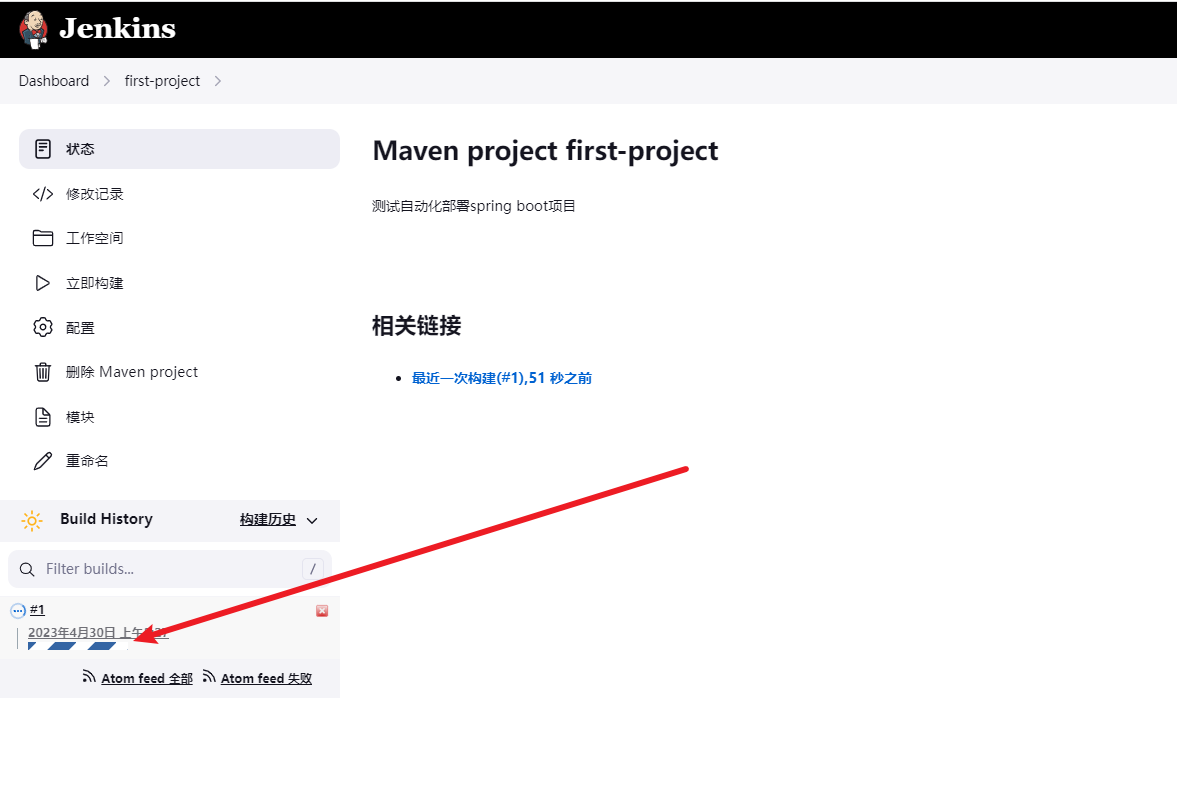 Jenkins
Dashboard
first-project
状态
修改记录
工作空间
立即构建
配置
删除 Maven project
模块
重命名
Maven project first-project
测试自动化部署spring boot项目
相关链接
最近一次构建(#1),51 秒之前
Build History
构建历史
Filter builds...
/
#1
2023年4月30日
Atom feed 全部
Atom feed 失败